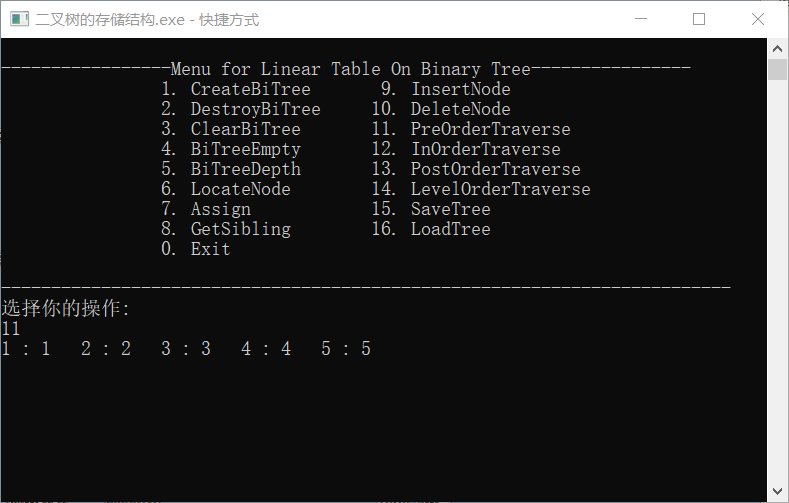 二叉树的存储结构.exe - 快捷方式
-----------------Menu for Linear Table On Binary Tree----------------
1. CreateBiTree 9. InsertNode
2. DestroyBiTree 10. DeleteNode
3. ClearBiTree 11. PreOrderTraverse
4. BiTreeEmpty 12. InOrderTraverse
5. BiTreeDepth 13. PostOrderTraverse
6. LocateNode 14. LevelOrderTraverse
7. Assign 15. SaveTree
8. GetSibling 16. LoadTree
0. Exit
-------------------------------------------------------------------------
选择你的操作:
11
1 : 1 2 : 2 3 : 3 4 : 4 5 : 5